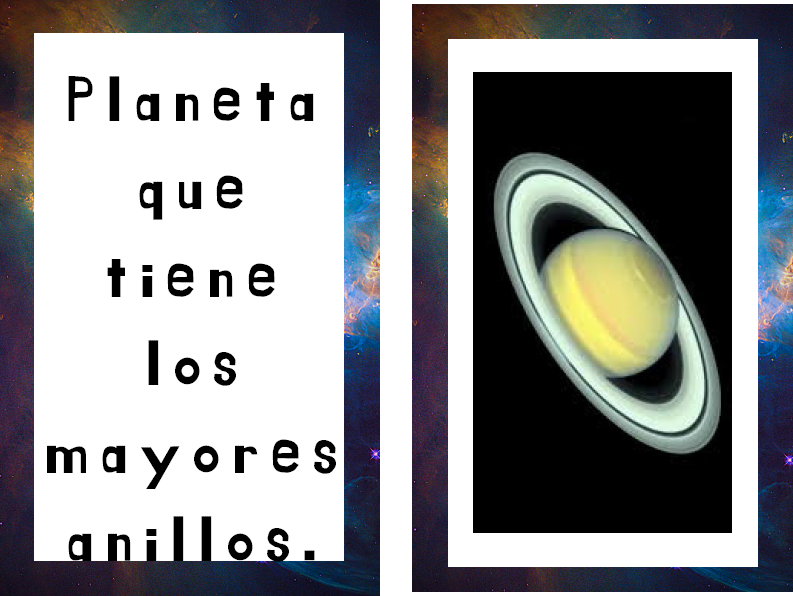 Planeta
que
tiene
los
mayores
anillos.